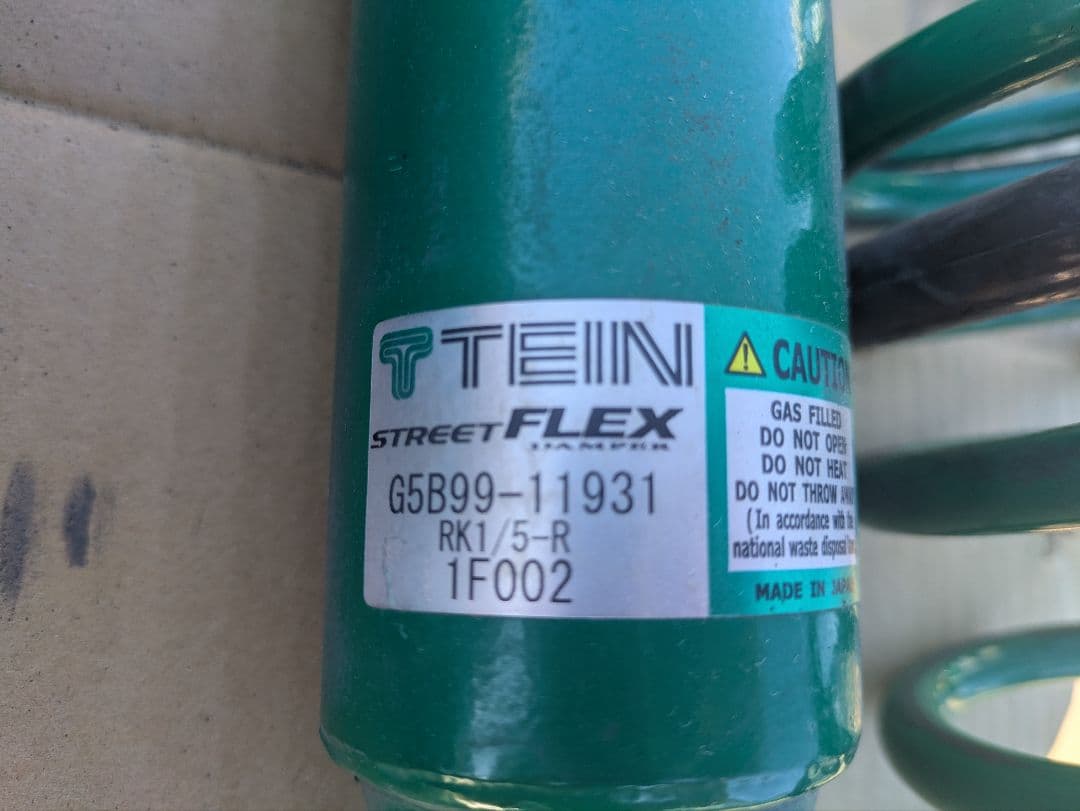 TEIN
STREET FLEX
DAMPER
G5B99-11931
RK1/5-R
1F002
CAUTION
GAS FILLED
DO NOT OPEN
DO NOT HEAT
DO NOT THROW AWAY
(In accordance with the
national waste disposal
MADE IN JAPAN